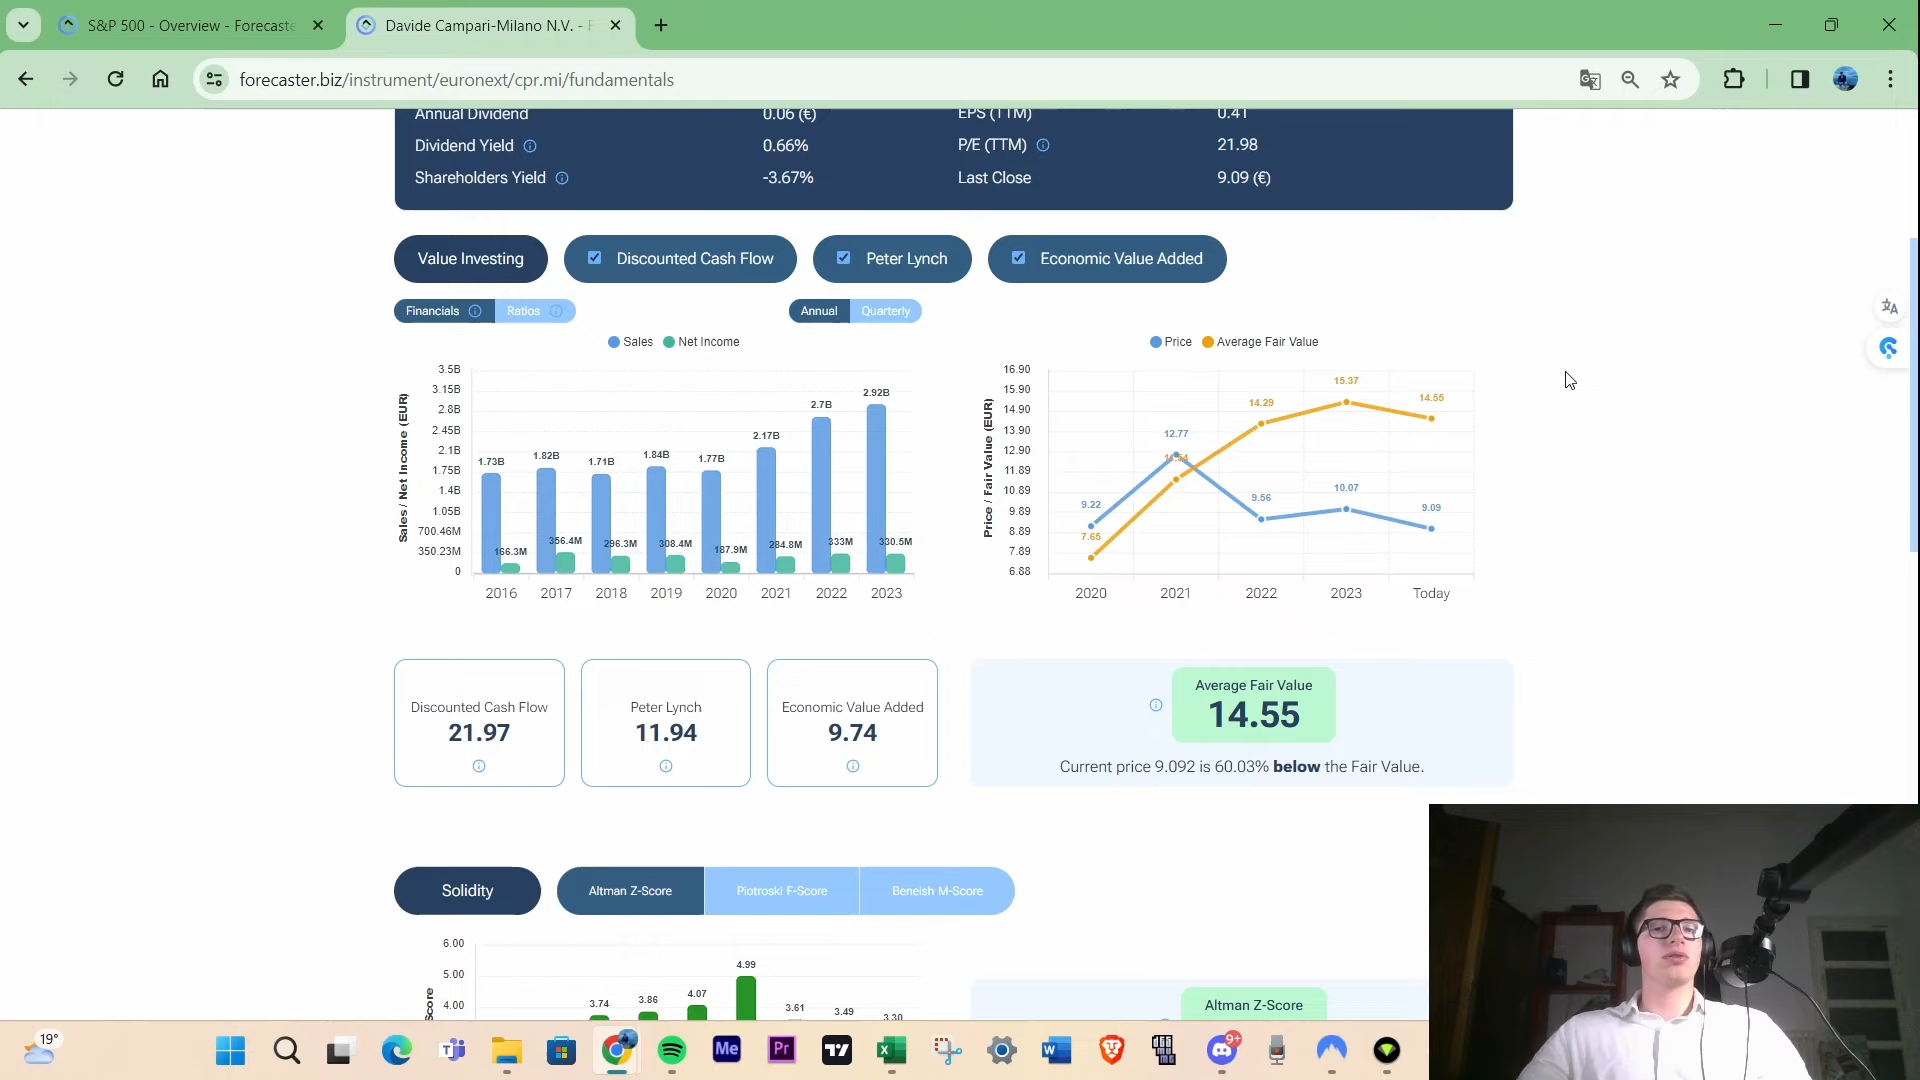 S&P 500 - Overview - Forecaste
Davide Campari-Milano N.V. - F
forecaster.biz/instrument/euronext/cpr.mi/fundamentals
Annual Dividend 0.06 (€) EPS (TTM) 0.41
Dividend Yield 0.66% P/E (TTM) 21.98
Shareholders Yield -3.67% Last Close 9.09 (€)
Value Investing Discounted Cash Flow Peter Lynch Economic Value Added
Financials Ratios Annual Quarterly
Sales Net Income
Sales / Net Income (EUR)
3.5B
3.15B
2.8B
2.45B
2.1B
1.75B
1.4B
1.05B
700.46M
350.23M
0
1.73B 1.82B 1.71B 1.84B 1.77B 2.17B 2.7B 2.92B
166.3M 356.4M 296.3M 308.4M 187.9M 284.8M 333M 330.5M
2016 2017 2018 2019 2020 2021 2022 2023
Price Average Fair Value
Price / Fair Value (EUR)
16.90
15.90
14.90
13.90
12.90
11.89
10.89
9.89
8.89
7.89
6.88
9.22 12.77 9.56 10.07 9.09
7.65 14.29 15.37 14.55
2020 2021 2022 2023 Today
Discounted Cash Flow
21.97
Peter Lynch
11.94
Economic Value Added
9.74
Average Fair Value
14.55
Current price 9.092 is 60.03% below the Fair Value.
Solidity Altman Z-Score Piotroski F-Score Beneish M-Score
6.00
5.00
4.00
Score
3.74 3.86 4.07 4.99 3.61 3.49 3.30
Altman Z-Score
19°
Me
Pr
9+